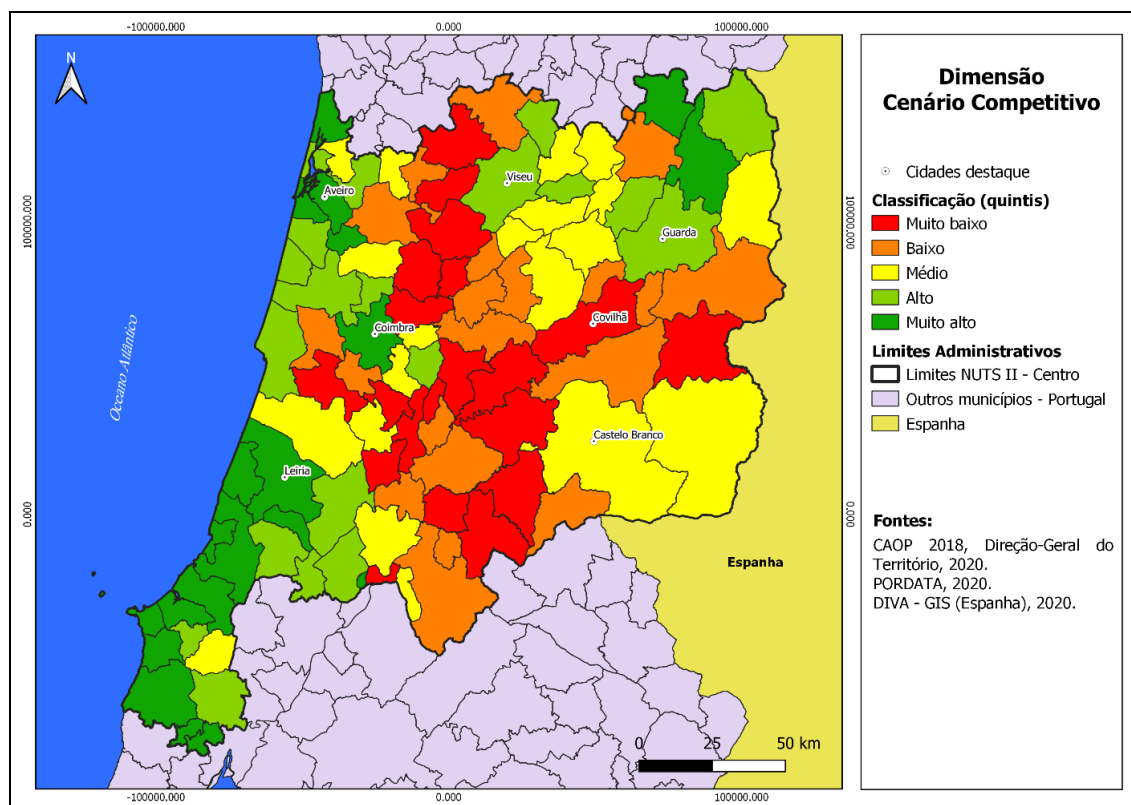 -100000.000
0.000
100000.000
N
100000.000
0.000
100000.000
0.000
Oceano Atlântico
Aveiro
Viseu
Guarda
Coimbra
Covilhã
Castelo Branco
Leiria
Espanha
0
25
50 km
-100000.000
0.000
100000.000
Dimensão
Cenário Competitivo
Cidades destaque
Classificação (quintis)
Muito baixo
Baixo
Médio
Alto
Muito alto
Limites Administrativos
Limites NUTS II - Centro
Outros municípios - Portugal
Espanha
Fontes:
CAOP 2018, Direção-Geral do
Território, 2020.
PORDATA, 2020.
DIVA - GIS (Espanha), 2020.